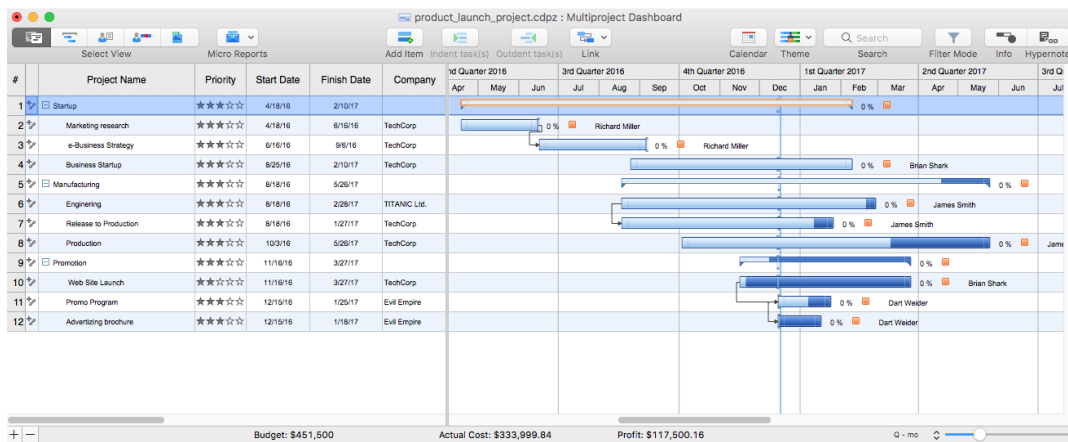 product_launch_project.cdpz : Multiproject Dashboard
Select View Micro Reports Add Item Indent task(s) Outdent task(s) Link Calendar Theme Search Search Filter Mode Info Hypernote
# Project Name Priority Start Date Finish Date Company
nd Quarter 2016 3rd Quarter 2016 4th Quarter 2016 1st Quarter 2017 2nd Quarter 2017 3rd Q
Apr May Jun Jul Aug Sep Oct Nov Dec Jan Feb Mar Apr May Jun Jul
1 Startup ★★★☆☆ 4/18/16 2/10/17 0 %
2 Marketing research ★★★☆☆ 4/18/16 6/16/16 TechCorp 0 % Richard Miller
3 e-Business Strategy ★★★☆☆ 6/16/16 9/6/16 TechCorp 0 % Richard Miller
4 Business Startup ★★★☆☆ 8/25/16 2/10/17 TechCorp 0 % Brian Shark
5 Manufacturing ★★★☆☆ 8/18/16 5/26/17 0 %
6 Enginering ★★★☆☆ 8/18/16 2/28/17 TITANIC Ltd. 0 % James Smith
7 Release to Production ★★★☆☆ 8/18/16 1/27/17 TechCorp 0 % James Smith
8 Production ★★★☆☆ 10/3/16 5/26/17 TechCorp 0 % Jame
9 Promotion ★★★☆☆ 11/16/16 3/27/17 0 %
10 Web Site Launch ★★★☆☆ 11/16/16 3/27/17 TechCorp 0 % Brian Shark
11 Promo Program ★★★☆☆ 12/15/16 1/25/17 Evil Empire 0 % Dart Weider
12 Advertizing brochure ★★★☆☆ 12/15/16 1/18/17 Evil Empire 0 % Dart Weider
Budget: $451,500 Actual Cost: $333,999.84 Profit: $117,500.16 Q - mo